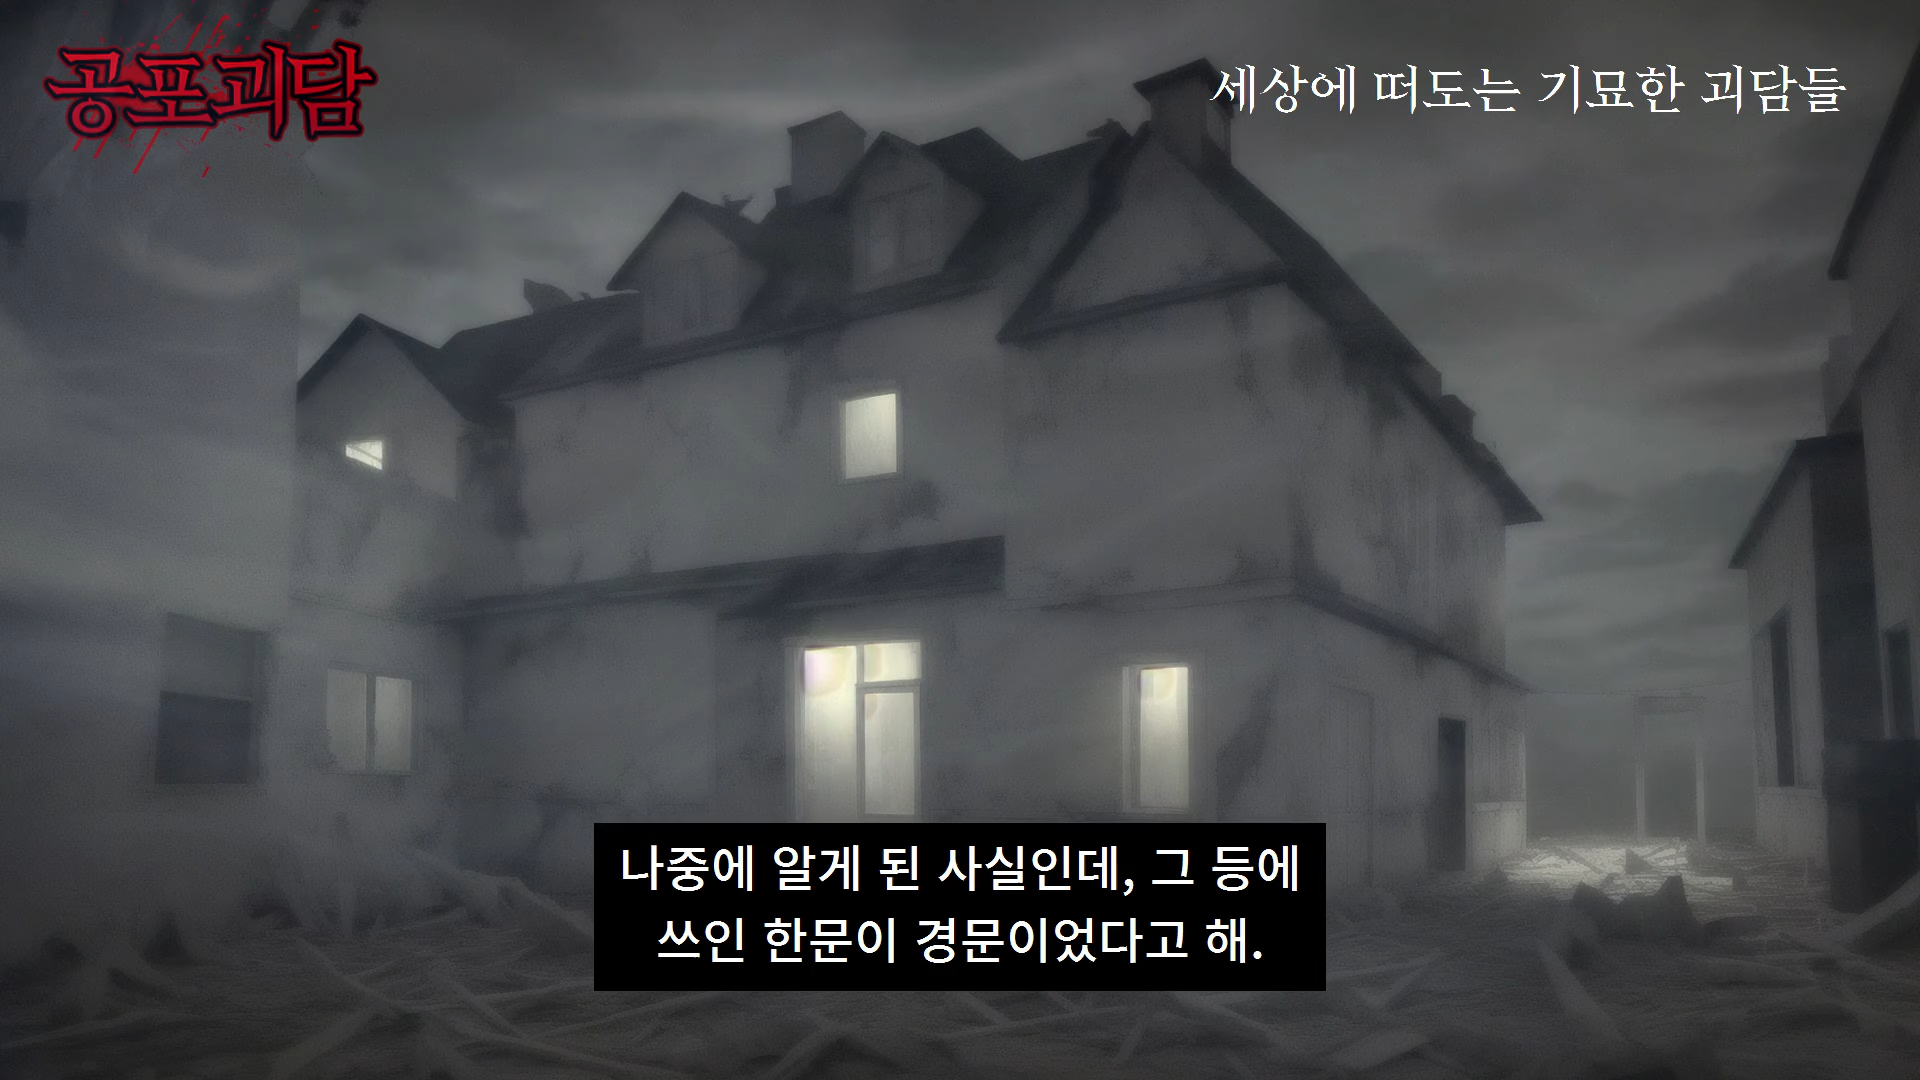 공포괴담
세상에 떠도는 기묘한 괴담들
나중에 알게 된 사실인데, 그 등에
쓰인 한문이 경문이었다고 해.